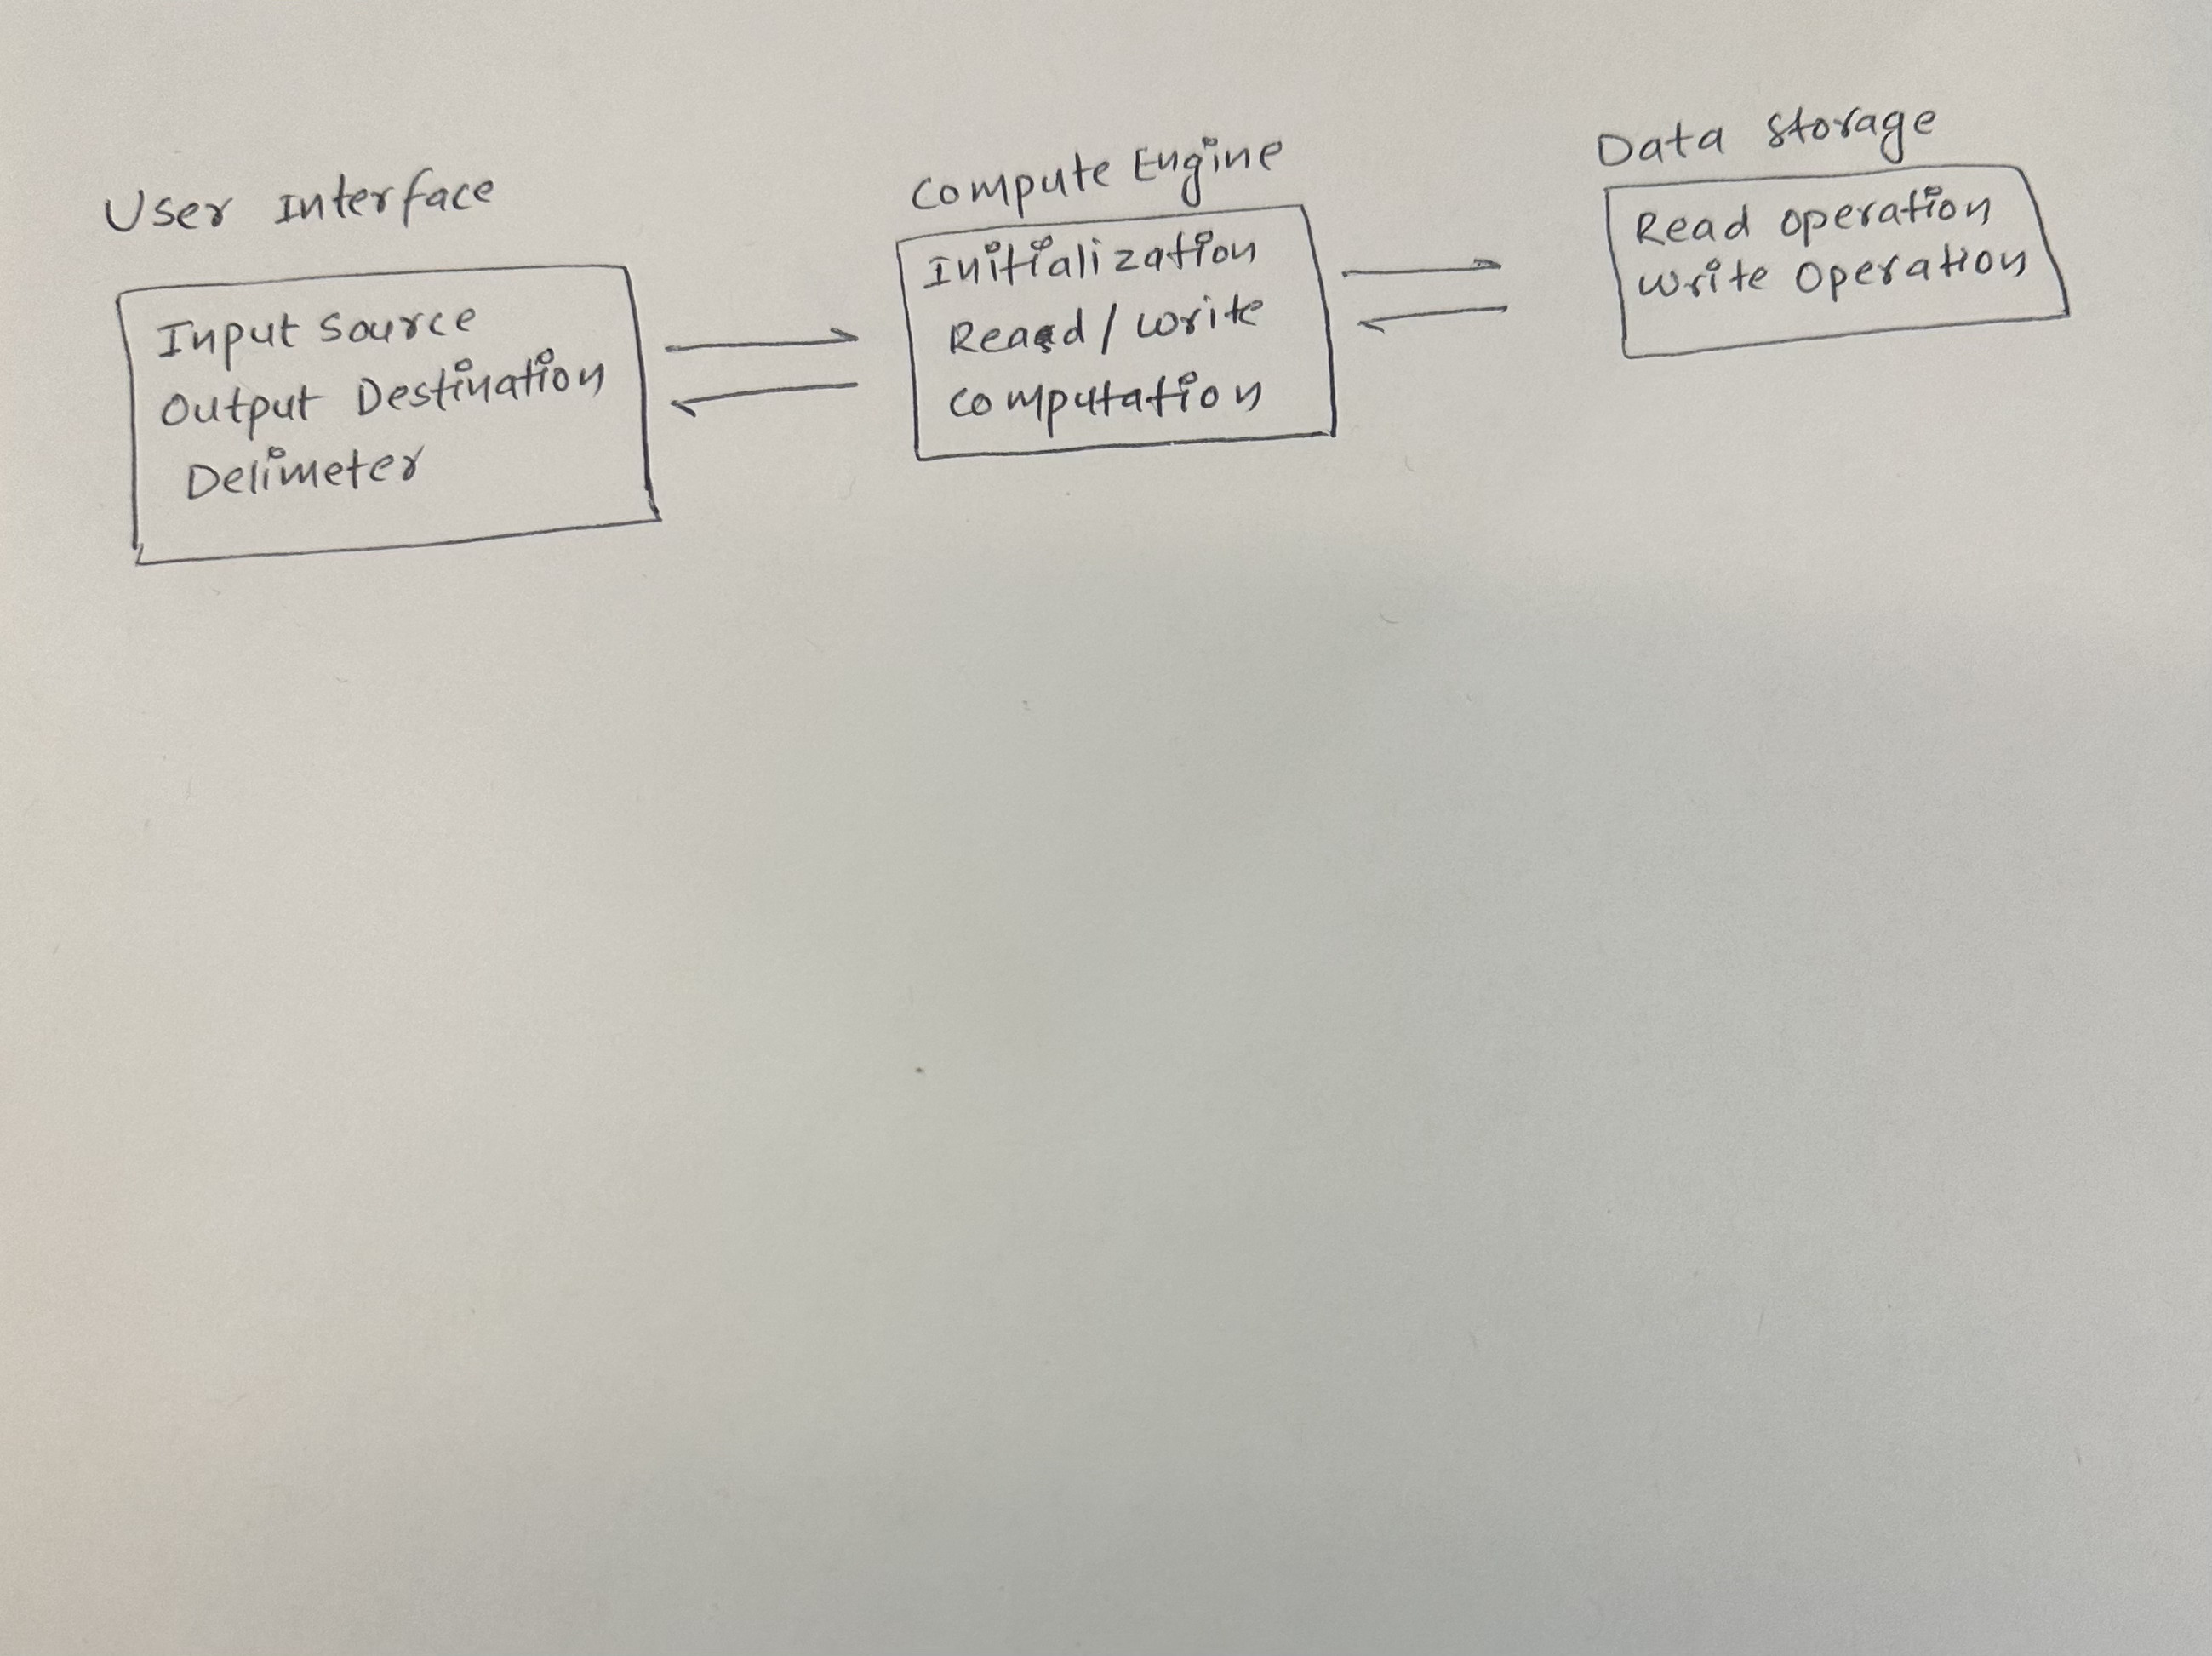 User Interface
Input Source
Output Destination
Delimeter
Compute Engine
Initialization
Read / Write
Computation
Data Storage
Read Operation
Write Operation